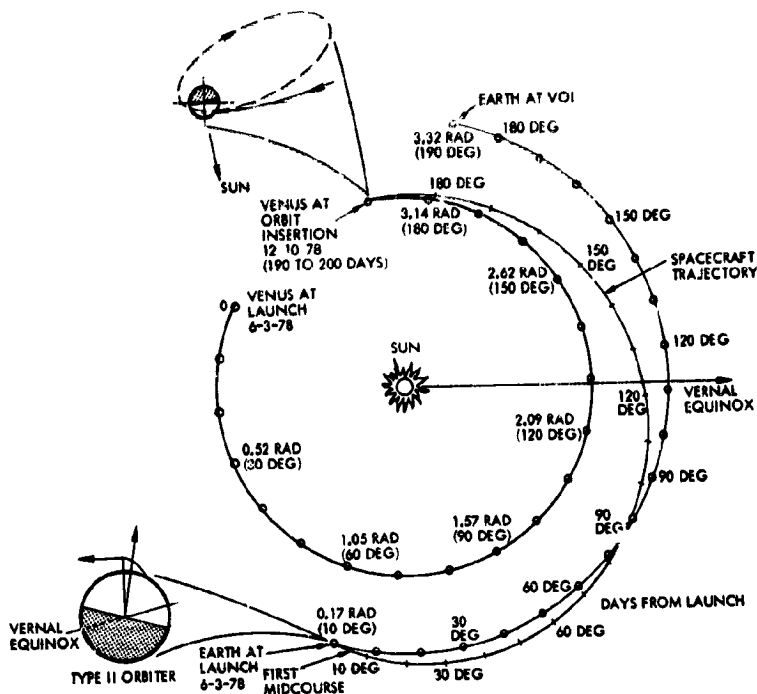 EARTH AT VOI
180 DEG
3.32 RAD
(190 DEG)
SUN
VENUS AT
ORBIT
INSERTION
12 10 78
(190 TO 200 DAYS)
180 DEG
3.14 RAD
(180 DEG)
150 DEG
150
DEG
SPACECRAFT
TRAJECTORY
2.62 RAD
(150 DEG)
0
VENUS AT
LAUNCH
6-3-78
SUN
120 DEG
VERNAL
EQUINOX
120
DEG
2.09 RAD
(120 DEG)
0.52 RAD
(30 DEG)
90 DEG
90
DEG
1.57 RAD
(90 DEG)
1.05 RAD
(60 DEG)
60 DEG
DAYS FROM LAUNCH
60 DEG
30
DEG
30 DEG
0.17 RAD
(10 DEG)
10 DEG
VERNAL
EQUINOX
TYPE II ORBITER
EARTH AT
LAUNCH
6-3-78
FIRST
MIDCOURSE